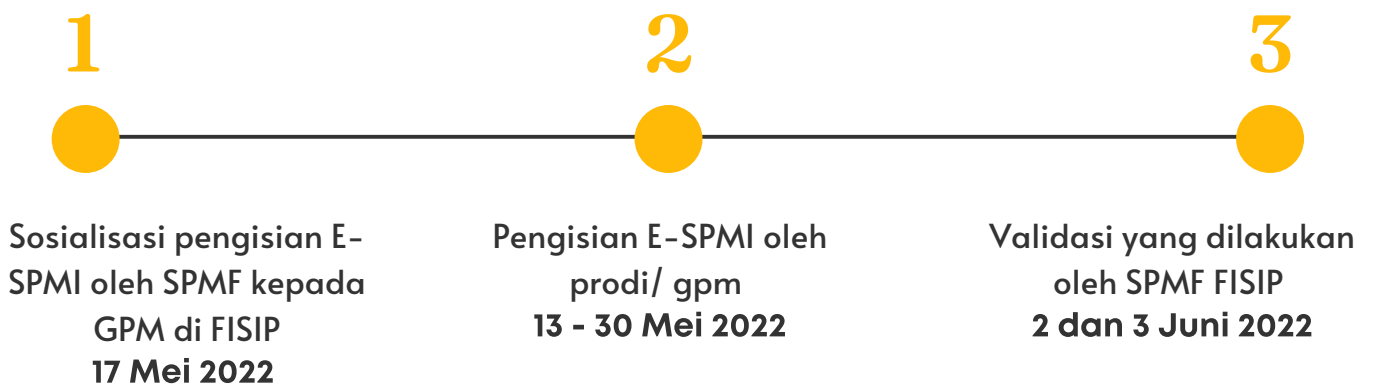 1
Sosialisasi pengisian E-
SPMI oleh SPMF kepada
GPM di FISIP
17 Mei 2022
2
Pengisian E-SPMI oleh
prodi/ gpm
13 - 30 Mei 2022
3
Validasi yang dilakukan
oleh SPMF FISIP
2 dan 3 Juni 2022